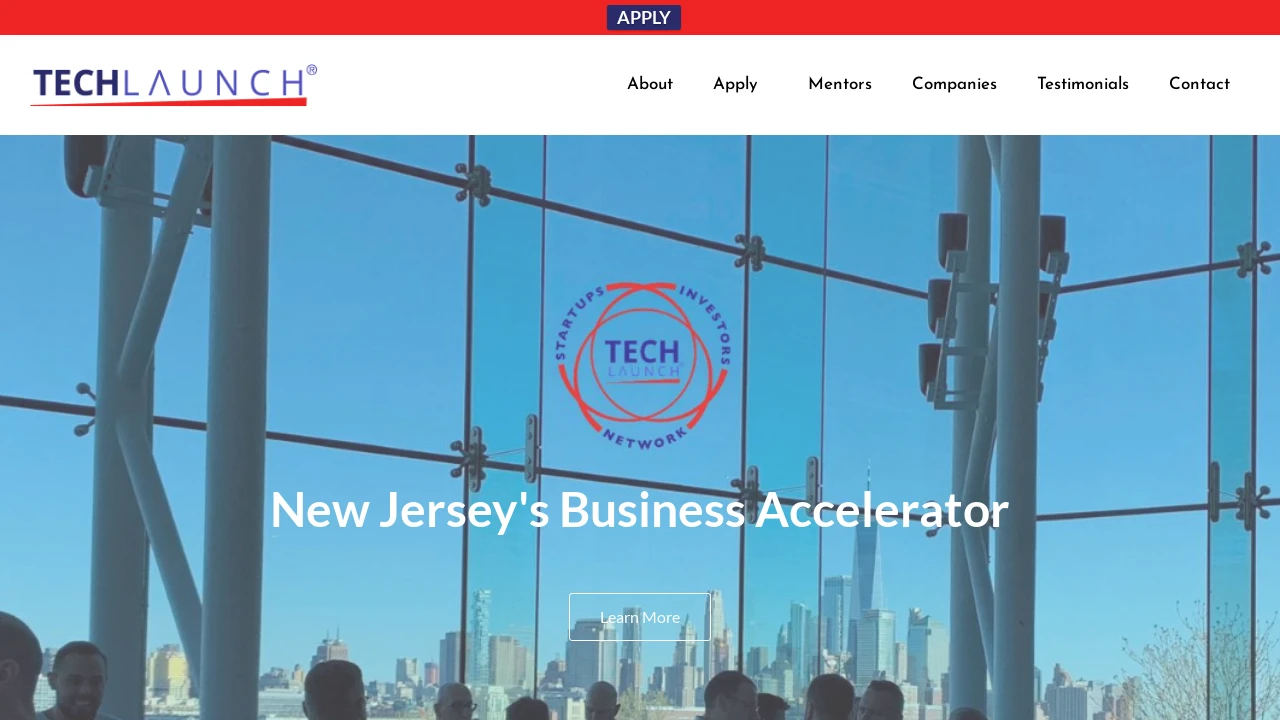 APPLY
TECHLAUNCH®
About Apply Mentors Companies Testimonials Contact
STARTUPS INVESTORS
TECH
LAUNCH
NETWORK
New Jersey's Business Accelerator
Learn More